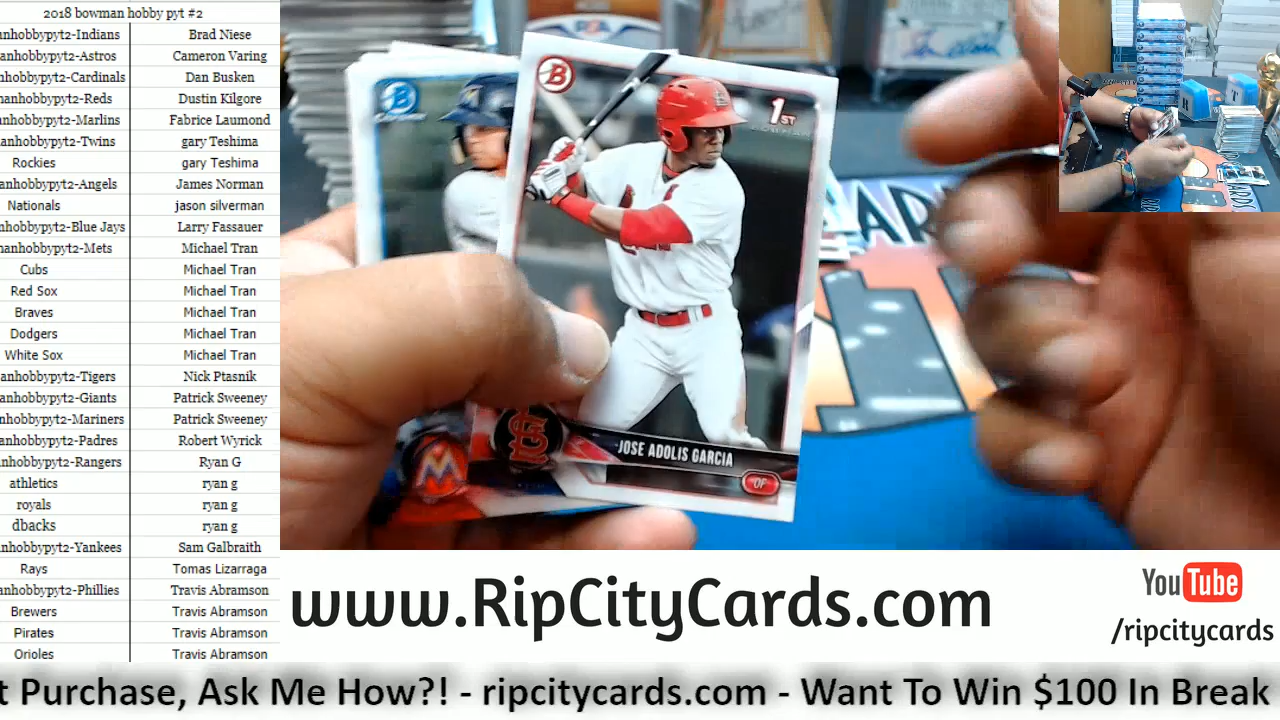 2018 bowman hobby pyt #2
nhobbypyt2-Indians Brad Niese
anhobbypyt2-Astros Cameron Varing
anhobbypyt2-Cardinals Dan Busken
manhobbypyt2-Reds Dustin Kilgore
anhobbypyt2-Marlins Fabrice Laumond
anhobbypyt2-Twins gary Teshima
Rockies gary Teshima
anhobbypyt2-Angels James Norman
Nationals jason silverman
nhobbypyt2-Blue Jays Larry Fassauer
manhobbypyt2-Mets Michael Tran
Cubs Michael Tran
Red Sox Michael Tran
Braves Michael Tran
Dodgers Michael Tran
White Sox Michael Tran
anhobbypyt2-Tigers Nick Ptasnik
anhobbypyt2-Giants Patrick Sweeney
nhobbypyt2-Mariners Patrick Sweeney
anhobbypyt2-Padres Robert Wyrick
nhobbypyt2-Rangers Ryan G
athletics ryan g
royals ryan g
dbacks ryan g
nhobbypyt2-Yankees Sam Galbraith
Rays Tomas Lizarraga
anhobbypyt2-Phillies Travis Abramson
Brewers Travis Abramson
Pirates Travis Abramson
Orioles Travis Abramson
B
B
1ST
ARD
M
JOSE ADOLIS GARCIA
OF
www.RipCityCards.com
YouTube
/ripcitycards
t Purchase, Ask Me How?! - ripcitycards.com - Want To Win $100 In Break